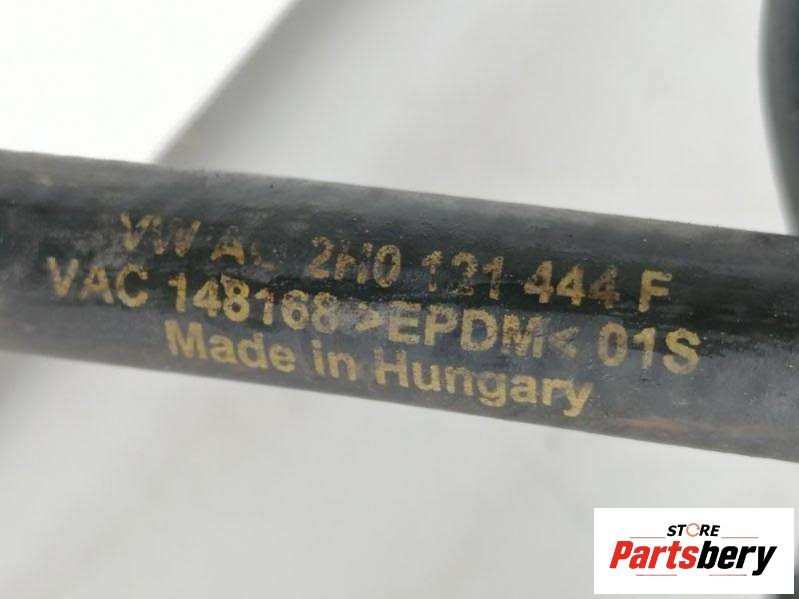 VW AG 2H0 121 444 F
VAC 148168 >EPDM< 01S
Made in Hungary
STORE
Partsbery